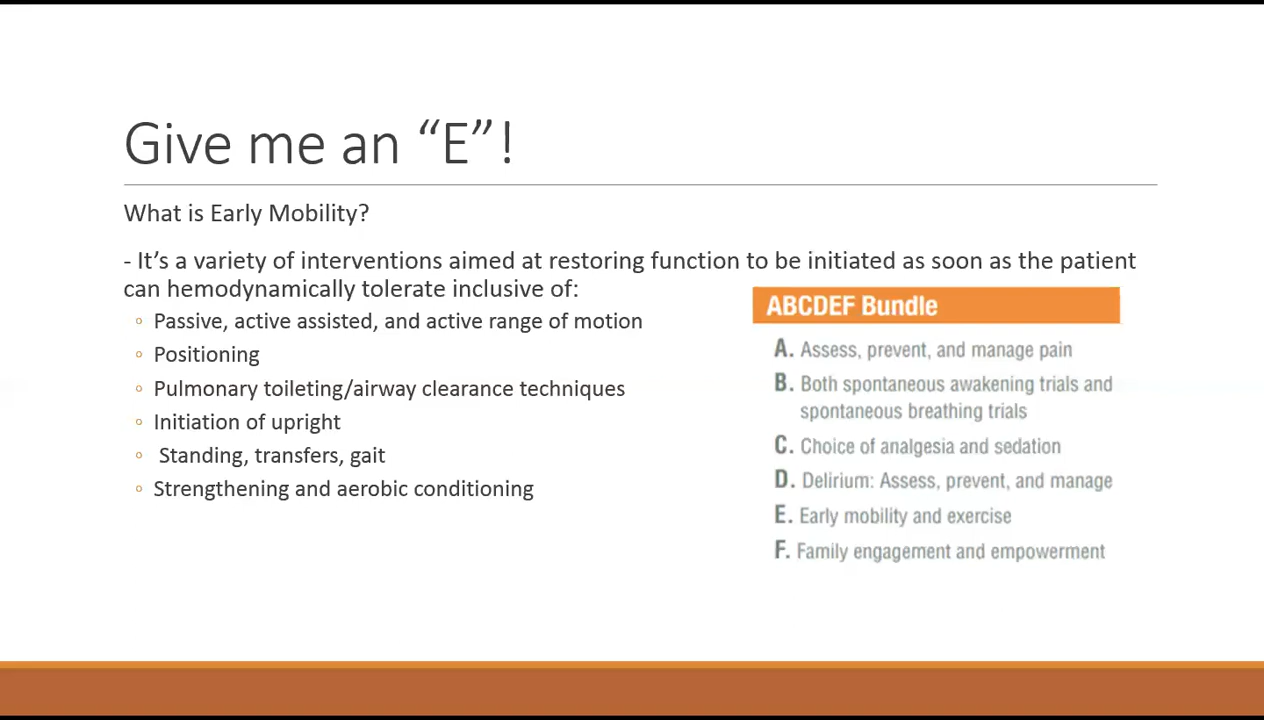 Give me an “E”!
What is Early Mobility?
- It’s a variety of interventions aimed at restoring function to be initiated as soon as the patient
can hemodynamically tolerate inclusive of:
◦ Passive, active assisted, and active range of motion
◦ Positioning
◦ Pulmonary toileting/airway clearance techniques
◦ Initiation of upright
◦ Standing, transfers, gait
◦ Strengthening and aerobic conditioning
ABCDEF Bundle
A. Assess, prevent, and manage pain
B. Both spontaneous awakening trials and
spontaneous breathing trials
C. Choice of analgesia and sedation
D. Delirium: Assess, prevent, and manage
E. Early mobility and exercise
F. Family engagement and empowerment